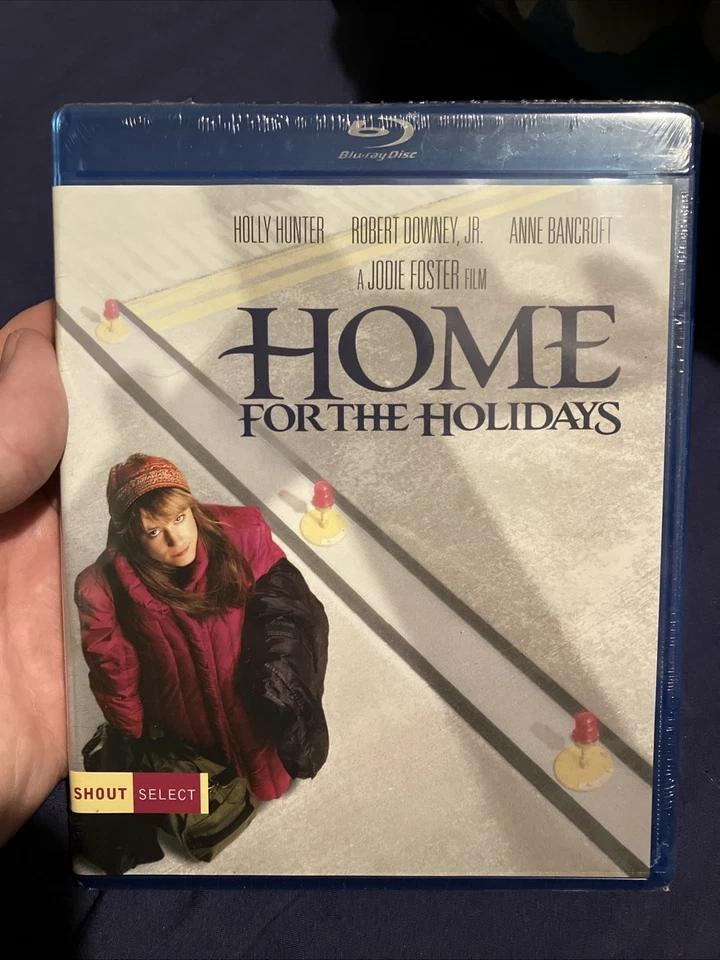 Blu-ray Disc
HOLLY HUNTER ROBERT DOWNEY, JR. ANNE BANCROFT
A JODIE FOSTER FILM
HOME
FOR THE HOLIDAYS
SHOUT SELECT